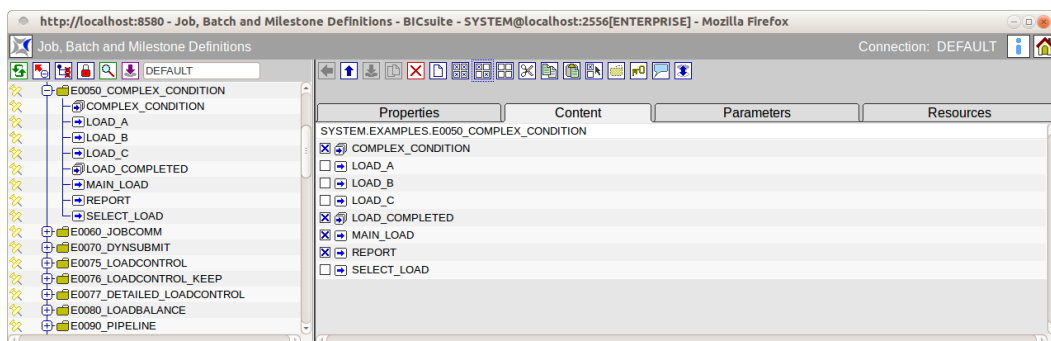 http://localhost:8580 - Job, Batch and Milestone Definitions - BICsuite - SYSTEM@localhost:2556[ENTERPRISE] - Mozilla Firefox
Job, Batch and Milestone Definitions
Connection: DEFAULT
DEFAULT
E0050_COMPLEX_CONDITION
COMPLEX_CONDITION
LOAD_A
LOAD_B
LOAD_C
LOAD_COMPLETED
MAIN_LOAD
REPORT
SELECT_LOAD
E0060_JOBCOMM
E0070_DYNSUBMIT
E0075_LOADCONTROL
E0076_LOADCONTROL_KEEP
E0077_DETAILED_LOADCONTROL
E0080_LOADBALANCE
E0090_PIPELINE
Properties Content Parameters Resources
SYSTEM.EXAMPLES.E0050_COMPLEX_CONDITION
COMPLEX_CONDITION
LOAD_A
LOAD_B
LOAD_C
LOAD_COMPLETED
MAIN_LOAD
REPORT
SELECT_LOAD